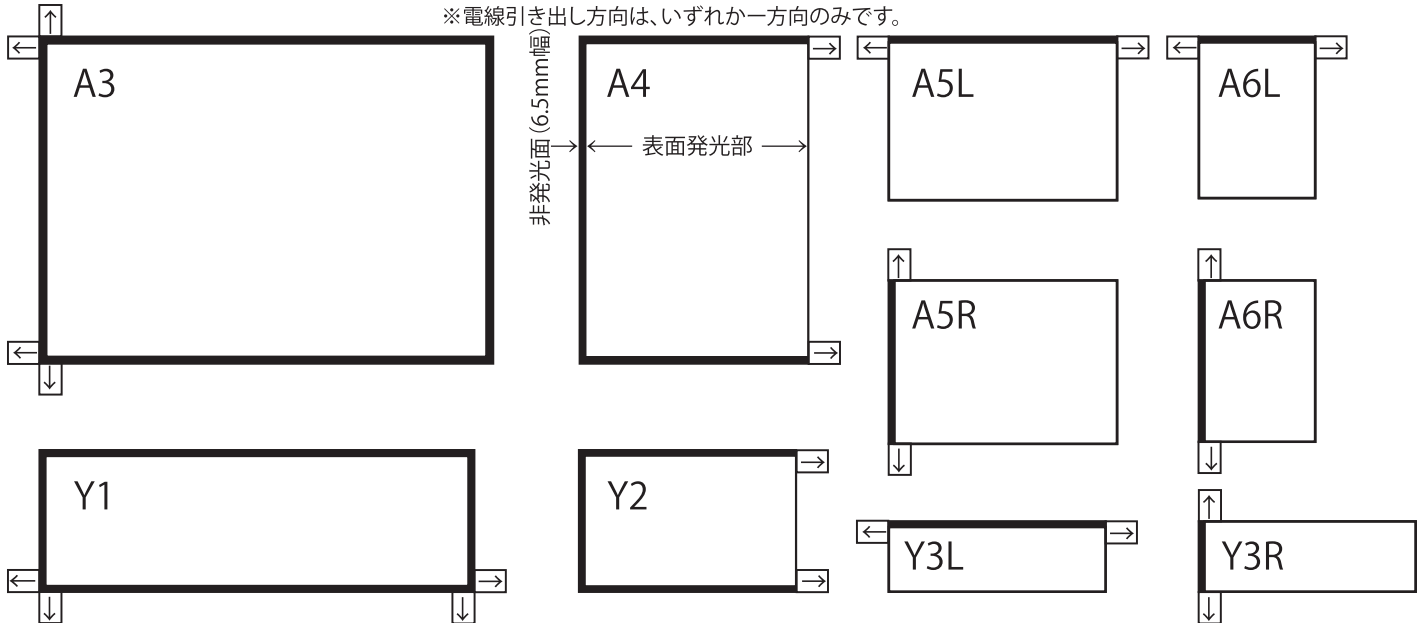 ※電線引き出し方向は、いずれか一方向のみです。
A3
非発光面(6.5mm幅)
A4
表面発光部
A5L
A6L
A5R
A6R
Y1
Y2
Y3L
Y3R